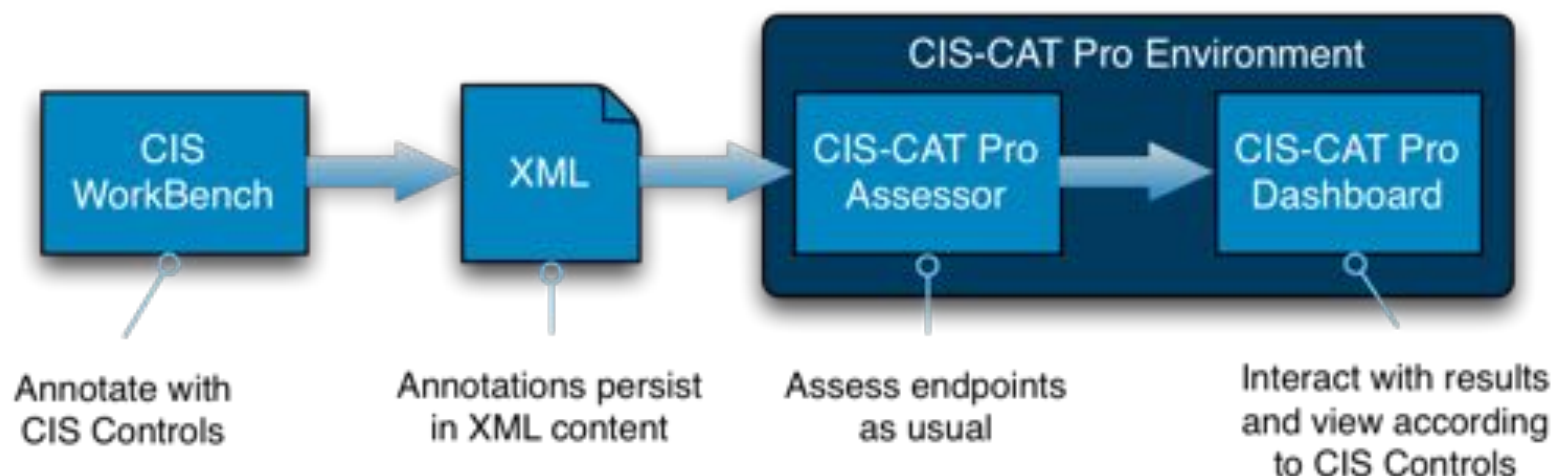 CIS-CAT Pro Environment
CIS
WorkBench
XML
CIS-CAT Pro
Assessor
CIS-CAT Pro
Dashboard
Annotate with
CIS Controls
Annotations persist
in XML content
Assess endpoints
as usual
Interact with results
and view according
to CIS Controls